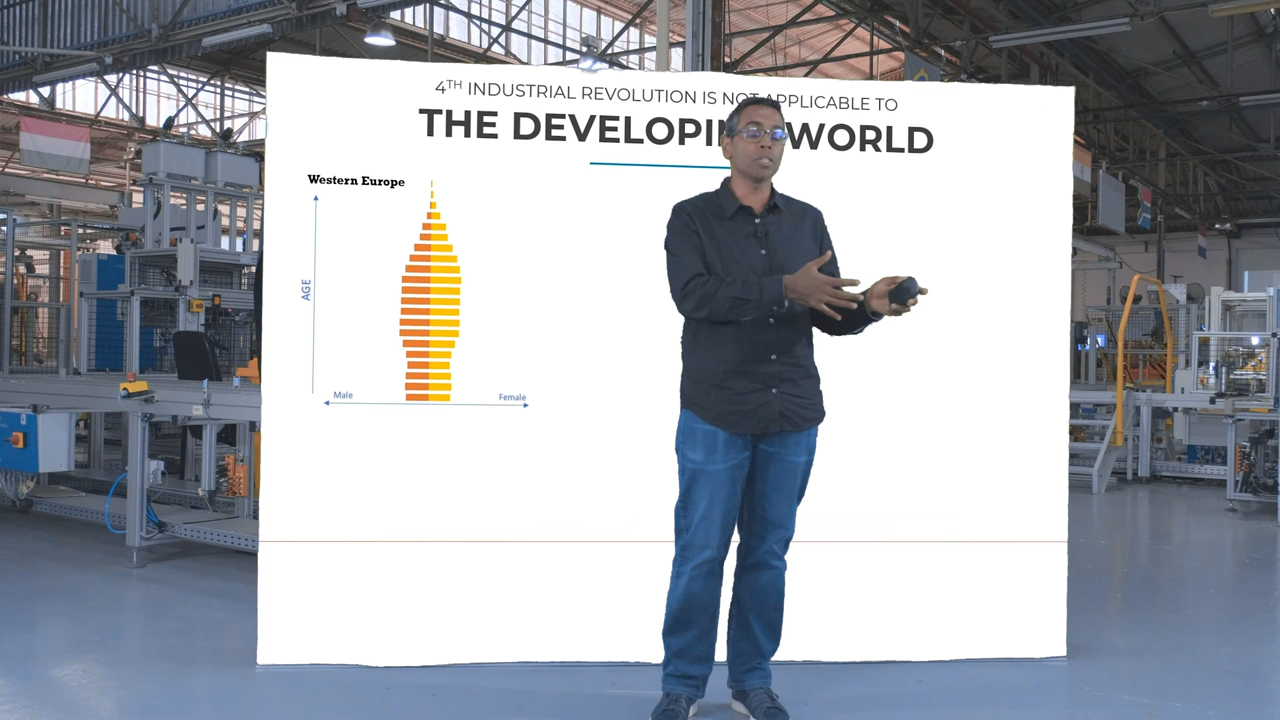 4TH INDUSTRIAL REVOLUTION IS NOT APPLICABLE TO
THE DEVELOPI WORLD
Western Europe
AGE
Male
Female